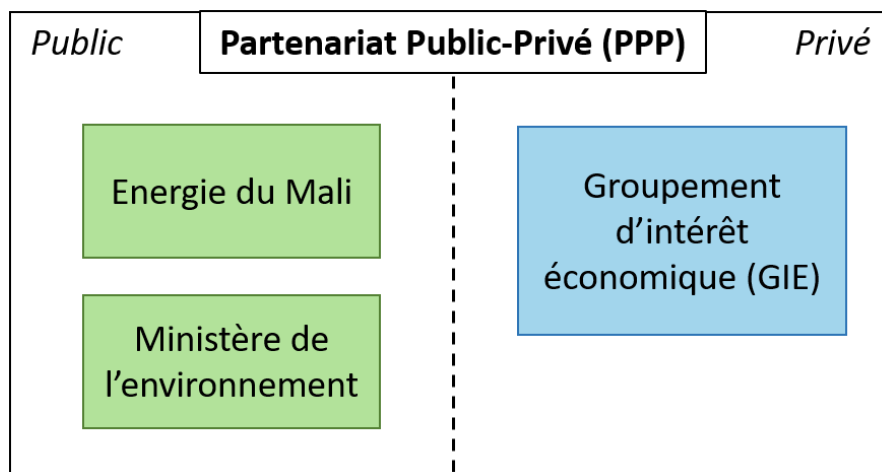 Public
Partenariat Public-Privé (PPP)
Privé
Energie du Mali
Ministère de
l’environnement
Groupement
d’intérêt
économique (GIE)